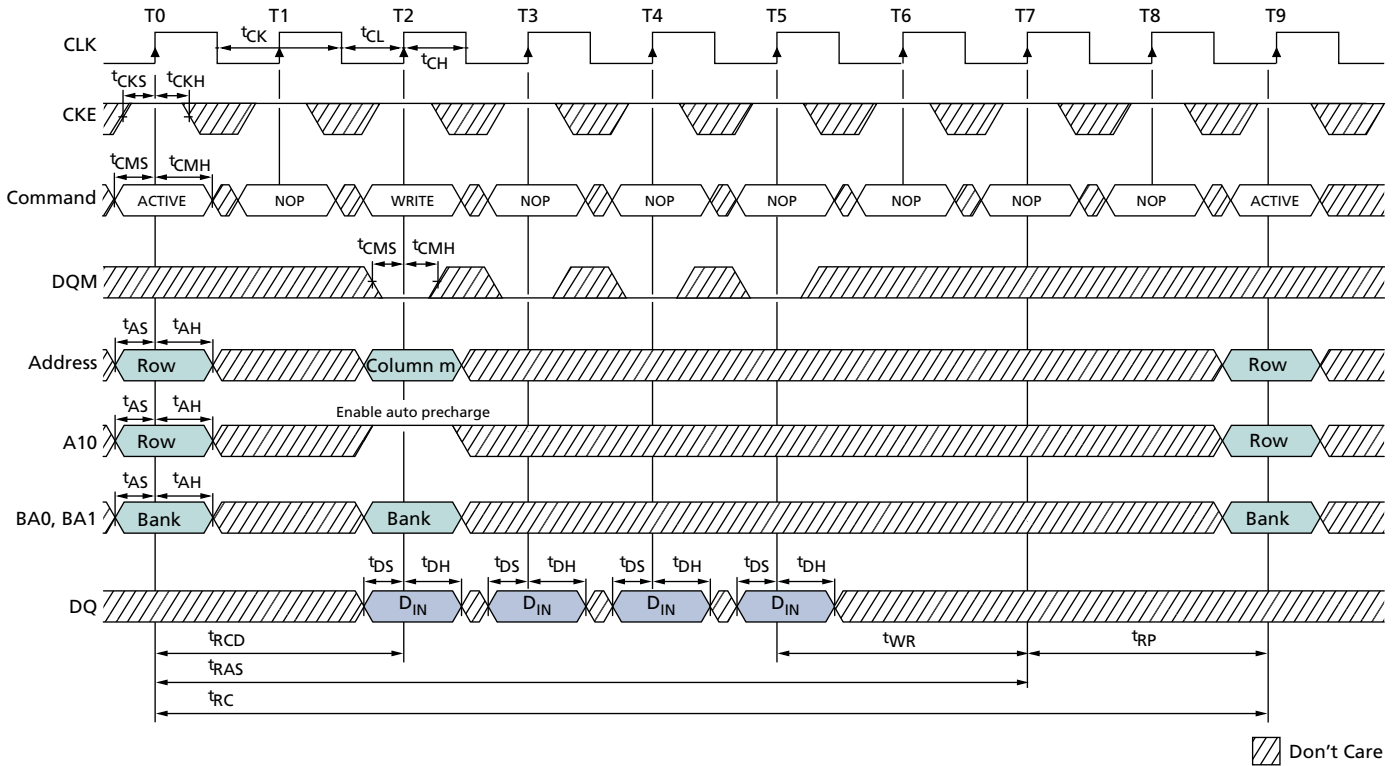 T0 T1 T2 T3 T4 T5 T6 T7 T8 T9
CLK tCK tCL tCH
tCKS tCKH
CKE
tCMS tCMH
Command ACTIVE NOP WRITE NOP NOP NOP NOP NOP NOP ACTIVE
tCMS tCMH
DQM
tAS tAH
Address Row Column m Row
tAS tAH Enable auto precharge
A10 Row Row
tAS tAH
BA0, BA1 Bank Bank Bank
tDS tDH tDS tDH tDS tDH tDS tDH
DQ DIN DIN DIN DIN
tRCD tWR tRP
tRAS
tRC
Don't Care